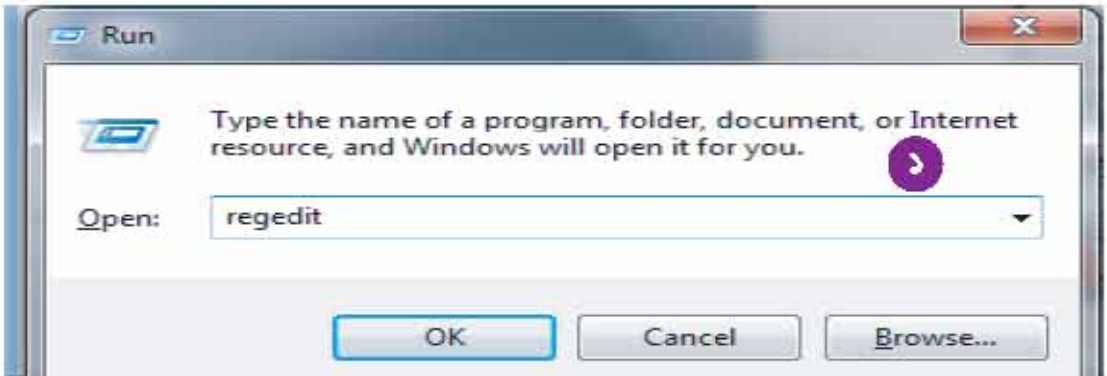 Run
Type the name of a program, folder, document, or Internet
resource, and Windows will open it for you.
Open: regedit
OK Cancel Browse...